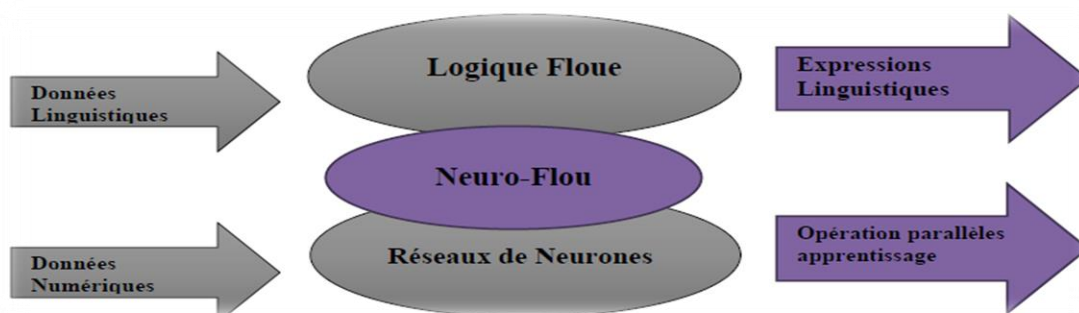 Données
Linguistiques
Logique Floue
Expressions
Linguistiques
Neuro-Flou
Données
Numériques
Réseaux de Neurones
Opération parallèles
apprentissage